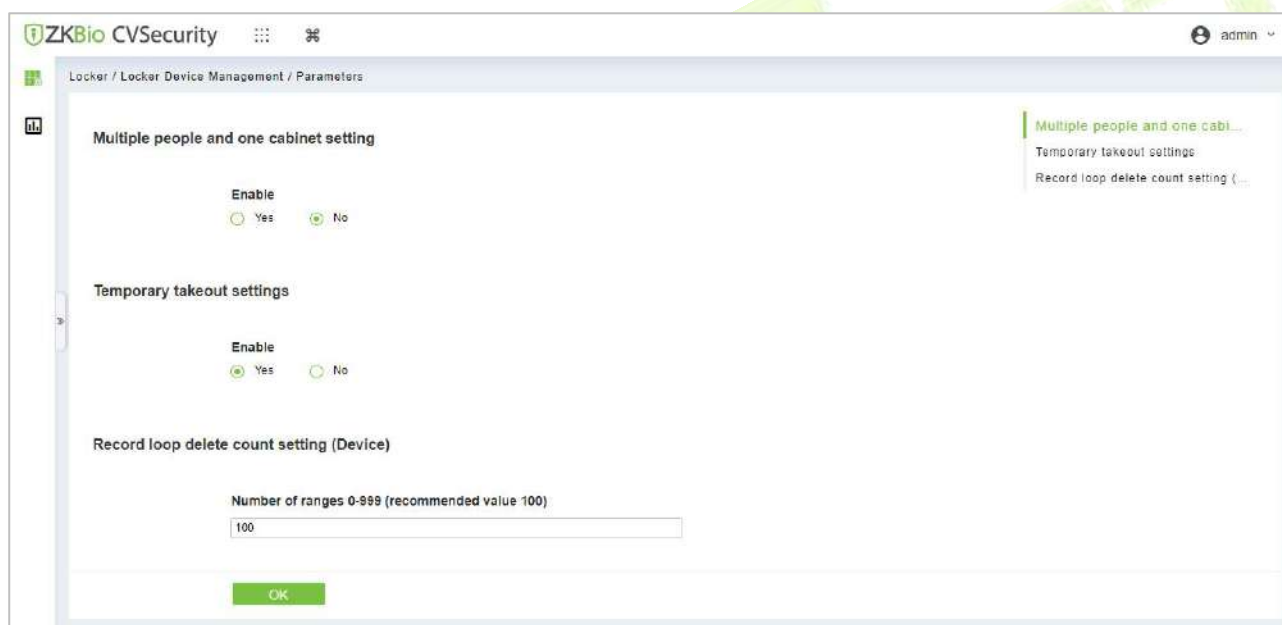 ZKBio CVSecurity
admin
Locker / Locker Device Management / Parameters
Multiple people and one cabinet setting
Enable
Yes No
Temporary takeout settings
Enable
Yes No
Record loop delete count setting (Device)
Number of ranges 0-999 (recommended value 100)
100
OK
Multiple people and one cabi...
Temporary takeout settings
Record loop delete count setting (...